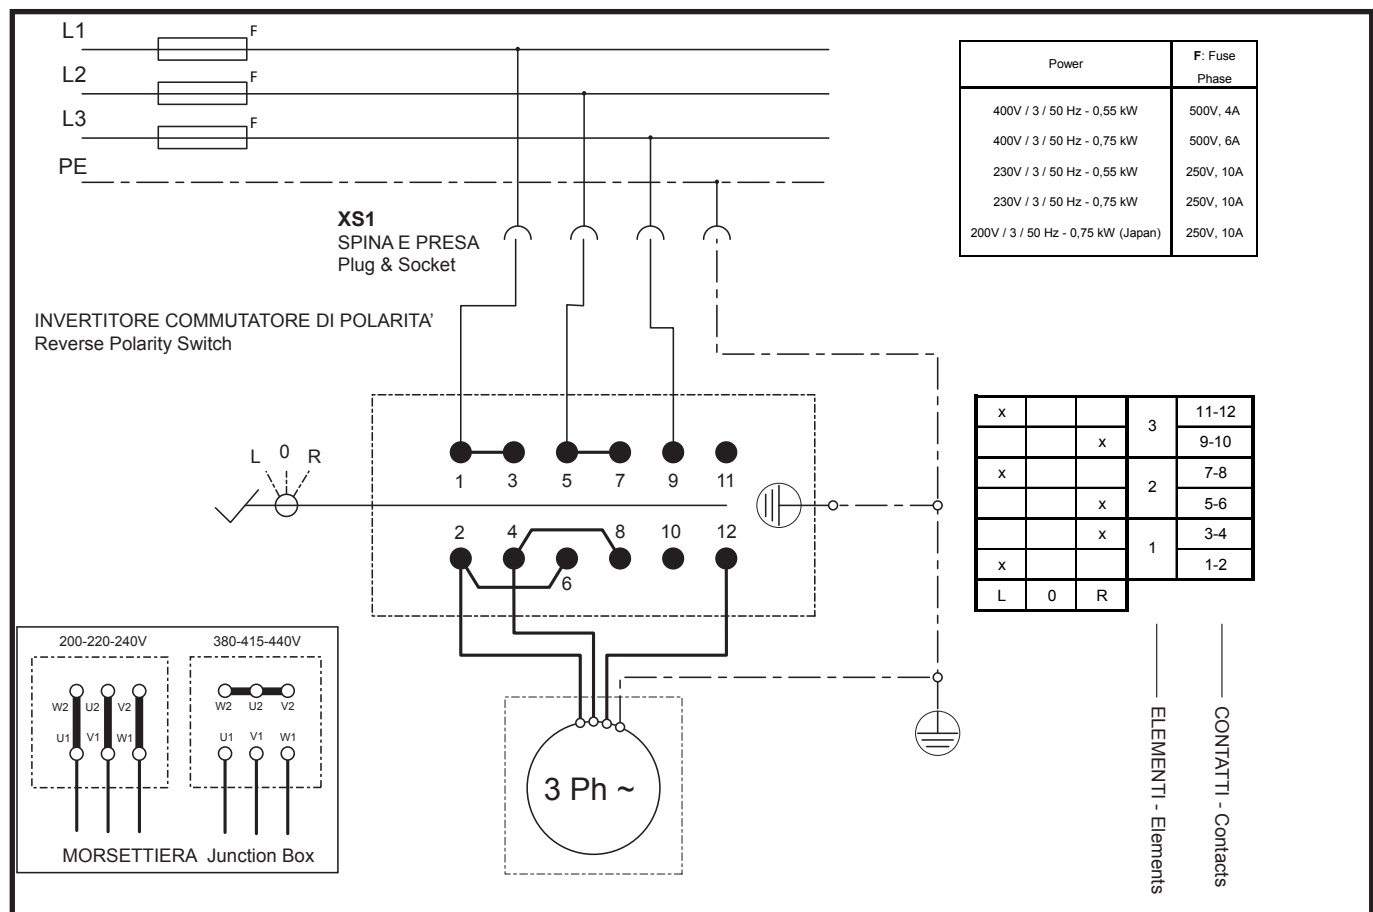 L1
F
L2
F
L3
F
PE
XS1
SPINA E PRESA
Plug & Socket
INVERTITORE COMMUTATORE DI POLARITA'
Reverse Polarity Switch
Power F: Fuse Phase
400V / 3 / 50 Hz - 0,55 kW 500V, 4A
400V / 3 / 50 Hz - 0,75 kW 500V, 6A
230V / 3 / 50 Hz - 0,55 kW 250V, 10A
230V / 3 / 50 Hz - 0,75 kW 250V, 10A
200V / 3 / 50 Hz - 0,75 kW (Japan) 250V, 10A
L 0 R
1 3 5 7 9 11
2 4 8 10 12
6
3 Ph ~
x 3 11-12
x 9-10
x 2 7-8
x 5-6
x 1 3-4
x 1-2
L 0 R
ELEMENTI - Elements
CONTATTI - Contacts
200-220-240V 380-415-440V
W2 U2 V2 W2 U2 V2
U1 V1 W1 U1 V1 W1
MORSETTIERA Junction Box